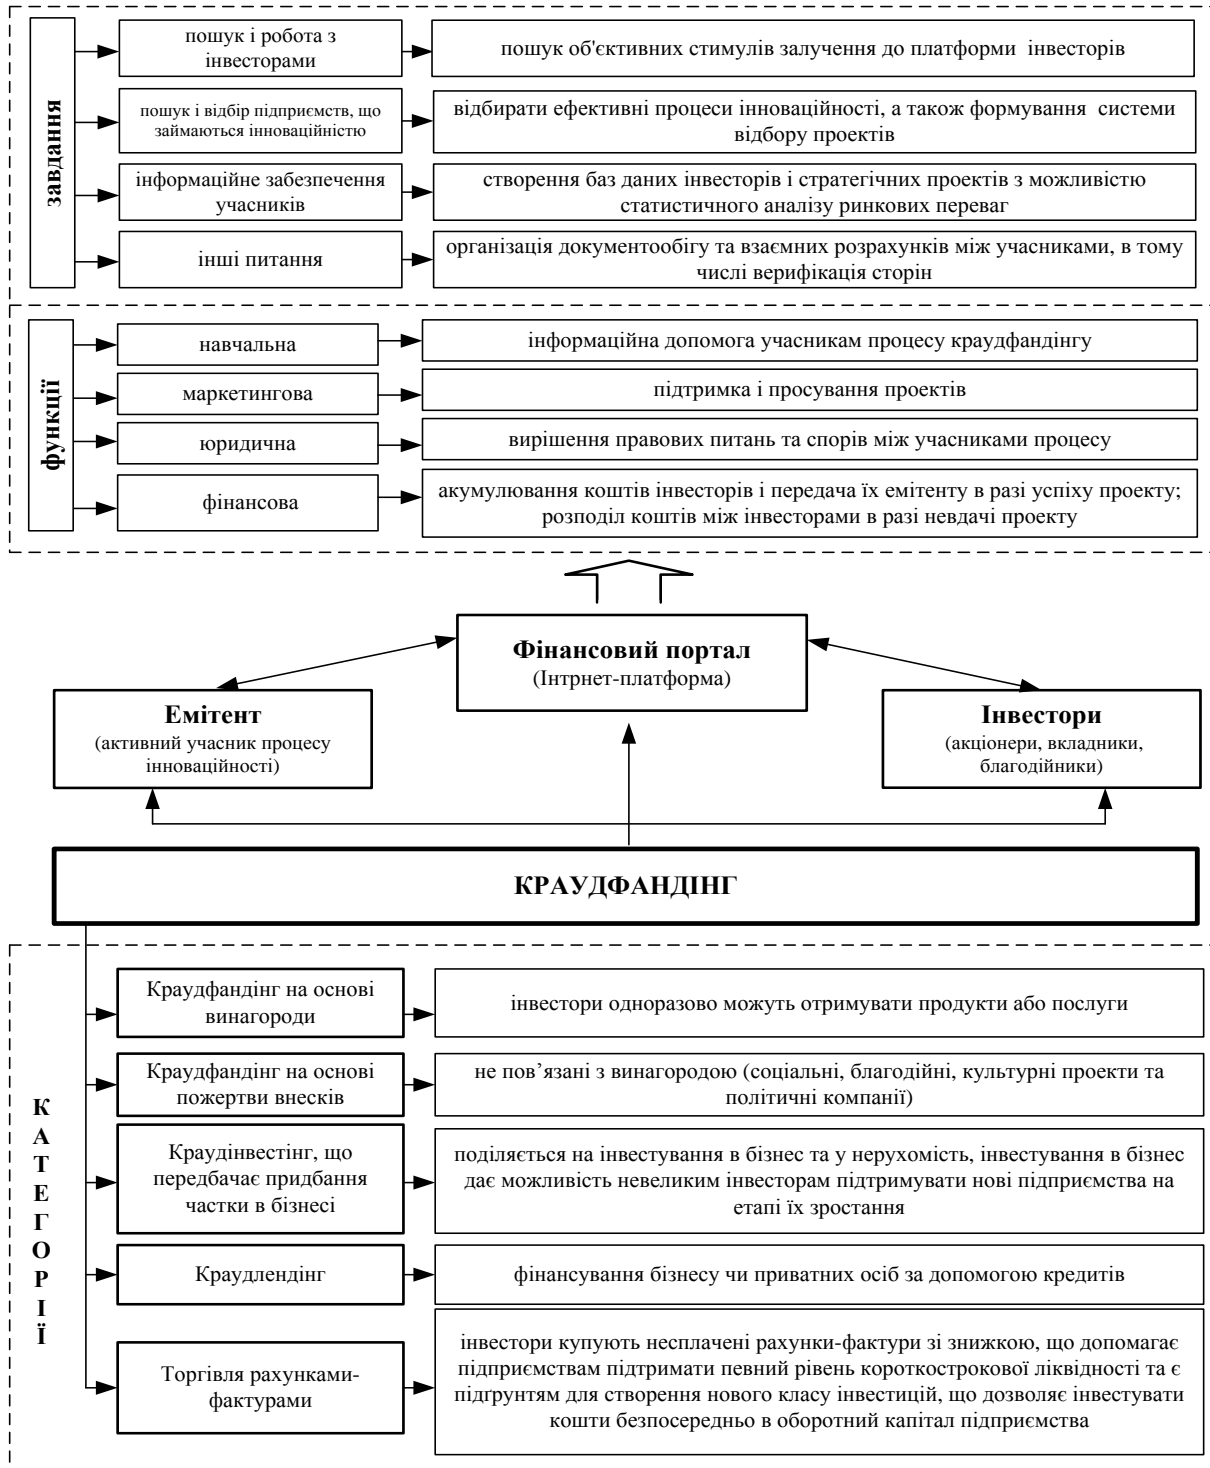 завдання
пошук і робота з
інвесторами
пошук об'єктивних стимулів залучення до платформи інвесторів
пошук і відбір підприємств, що
займаються інноваційністю
відбирати ефективні процеси інноваційності, а також формування системи
відбору проектів
інформаційне забезпечення
учасників
створення баз даних інвесторів і стратегічних проектів з можливістю
статистичного аналізу ринкових переваг
інші питання
організація документообігу та взаємних розрахунків між учасниками, в тому
числі верифікація сторін
функції
навчальна
інформаційна допомога учасникам процесу краудфандінгу
маркетингова
підтримка і просування проектів
юридична
вирішення правових питань та спорів між учасниками процесу
фінансова
акумулювання коштів інвесторів і передача їх емітенту в разі успіху проекту;
розподіл коштів між інвесторами в разі невдачі проекту
Фінансовий портал
(Інтрнет-платформа)
Емітент
(активний учасник процесу
інноваційності)
Інвестори
(акціонери, вкладники,
благодійники)
КРАУДФАНДІНГ
КАТЕГОРІЇ
Краудфандінг на основі
винагороди
інвестори одноразово можуть отримувати продукти або послуги
Краудфандінг на основі
пожертви внесків
не пов’язані з винагородою (соціальні, благодійні, культурні проекти та
політичні компанії)
Краудінвестінг, що
передбачає придбання
частки в бізнесі
поділяється на інвестування в бізнес та у нерухомість, інвестування в бізнес
дає можливість невеликим інвесторам підтримувати нові підприємства на
етапі їх зростання
Краудлендінг
фінансування бізнесу чи приватних осіб за допомогою кредитів
Торгівля рахунками-
фактурами
інвестори купують несплачені рахунки-фактури зі знижкою, що допомагає
підприємствам підтримати певний рівень короткострокової ліквідності та є
підґрунтям для створення нового класу інвестицій, що дозволяє інвестувати
кошти безпосередньо в оборотний капітал підприємства